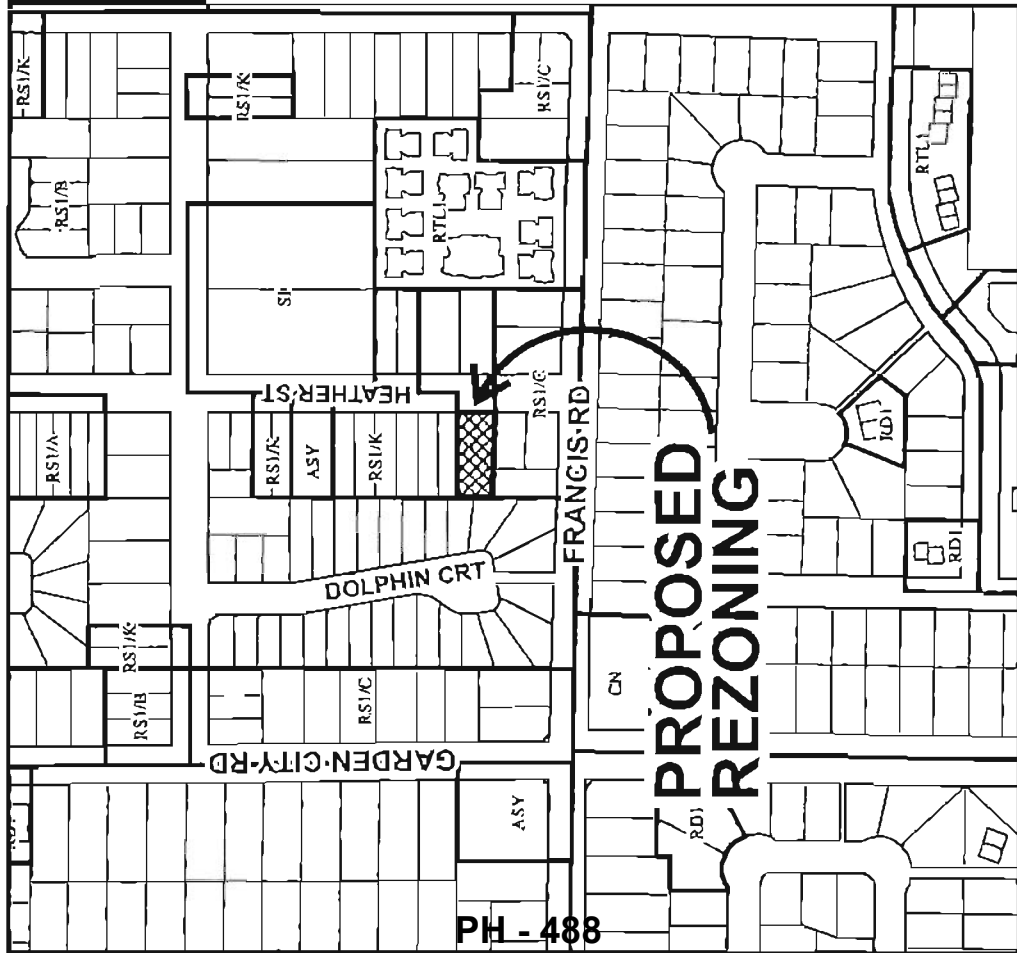 RS1/K
RS1/K
RS1/C
RS1/B
RTL1
RTL1
SI
HEATHER ST
RS1/A
RS1/K
ASY
RS1/K
RS1/C
FRANCIS RD
RD1
PROPOSED
REZONING
RD1
DOLPHIN CRT
RS1/K
RS1/B
RS1/C
CN
GARDEN CITY RD
ASY
RD1
PH - 488